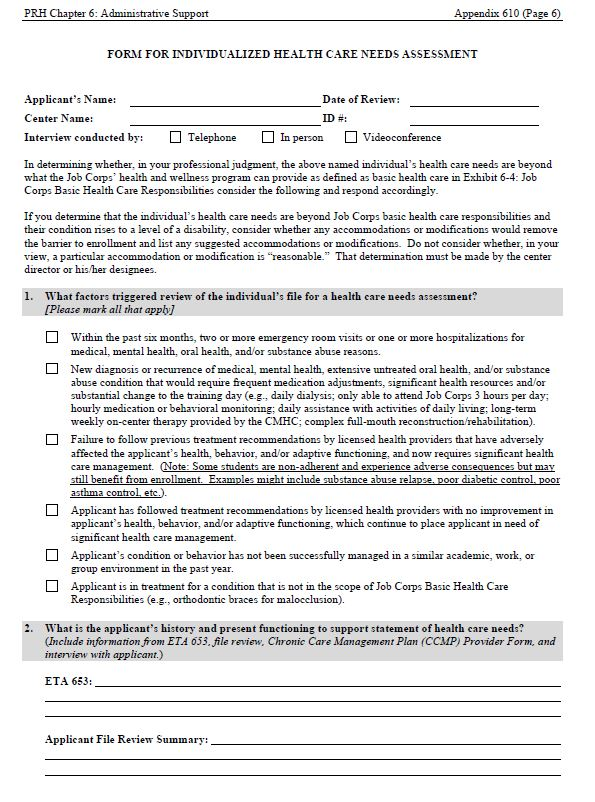 PRH Chapter 6: Administrative Support Appendix 610 (Page 6)
FORM FOR INDIVIDUALIZED HEALTH CARE NEEDS ASSESSMENT
Applicant's Name: Date of Review:
Center Name: ID #:
Interview conducted by: Telephone In person Videoconference
In determining whether, in your professional judgment, the above named individual's health care needs are beyond
what the Job Corps' health and wellness program can provide as defined as basic health care in Exhibit 6-4: Job
Corps Basic Health Care Responsibilities consider the following and respond accordingly.
If you determine that the individual's health care needs are beyond Job Corps basic health care responsibilities and
their condition rises to a level of a disability, consider whether any accommodations or modifications would remove
the barrier to enrollment and list any suggested accommodations or modifications. Do not consider whether, in your
view, a particular accommodation or modification is "reasonable." That determination must be made by the center
director or his/her designees.
1. What factors triggered review of the individual's file for a health care needs assessment?
[Please mark all that apply]
Within the past six months, two or more emergency room visits or one or more hospitalizations for
medical, mental health, oral health, and/or substance abuse reasons.
New diagnosis or recurrence of medical, mental health, extensive untreated oral health, and/or substance
abuse condition that would require frequent medication adjustments, significant health resources and/or
substantial change to the training day (e.g., daily dialysis; only able to attend Job Corps 3 hours per day;
hourly medication or behavioral monitoring; daily assistance with activities of daily living; long-term
weekly on-center therapy provided by the CMHC; complex full-mouth reconstruction/rehabilitation).
Failure to follow previous treatment recommendations by licensed health providers that have adversely
affected the applicant's health, behavior, and/or adaptive functioning, and now requires significant health
care management. (Note: Some students are non-adherent and experience adverse consequences but may
still benefit from enrollment. Examples might include substance abuse relapse, poor diabetic control, poor
asthma control, etc.).
Applicant has followed treatment recommendations by licensed health providers with no improvement in
applicant's health, behavior, and/or adaptive functioning, which continue to place applicant in need of
significant health care management.
Applicant's condition or behavior has not been successfully managed in a similar academic, work, or
group environment in the past year.
Applicant is in treatment for a condition that is not in the scope of Job Corps Basic Health Care
Responsibilities (e.g., orthodontic braces for malocclusion).
2. What is the applicant's history and present functioning to support statement of health care needs?
(Include information from ETA 653, file review, Chronic Care Management Plan (CCMP) Provider Form, and
interview with applicant.)
ETA 653:
Applicant File Review Summary: